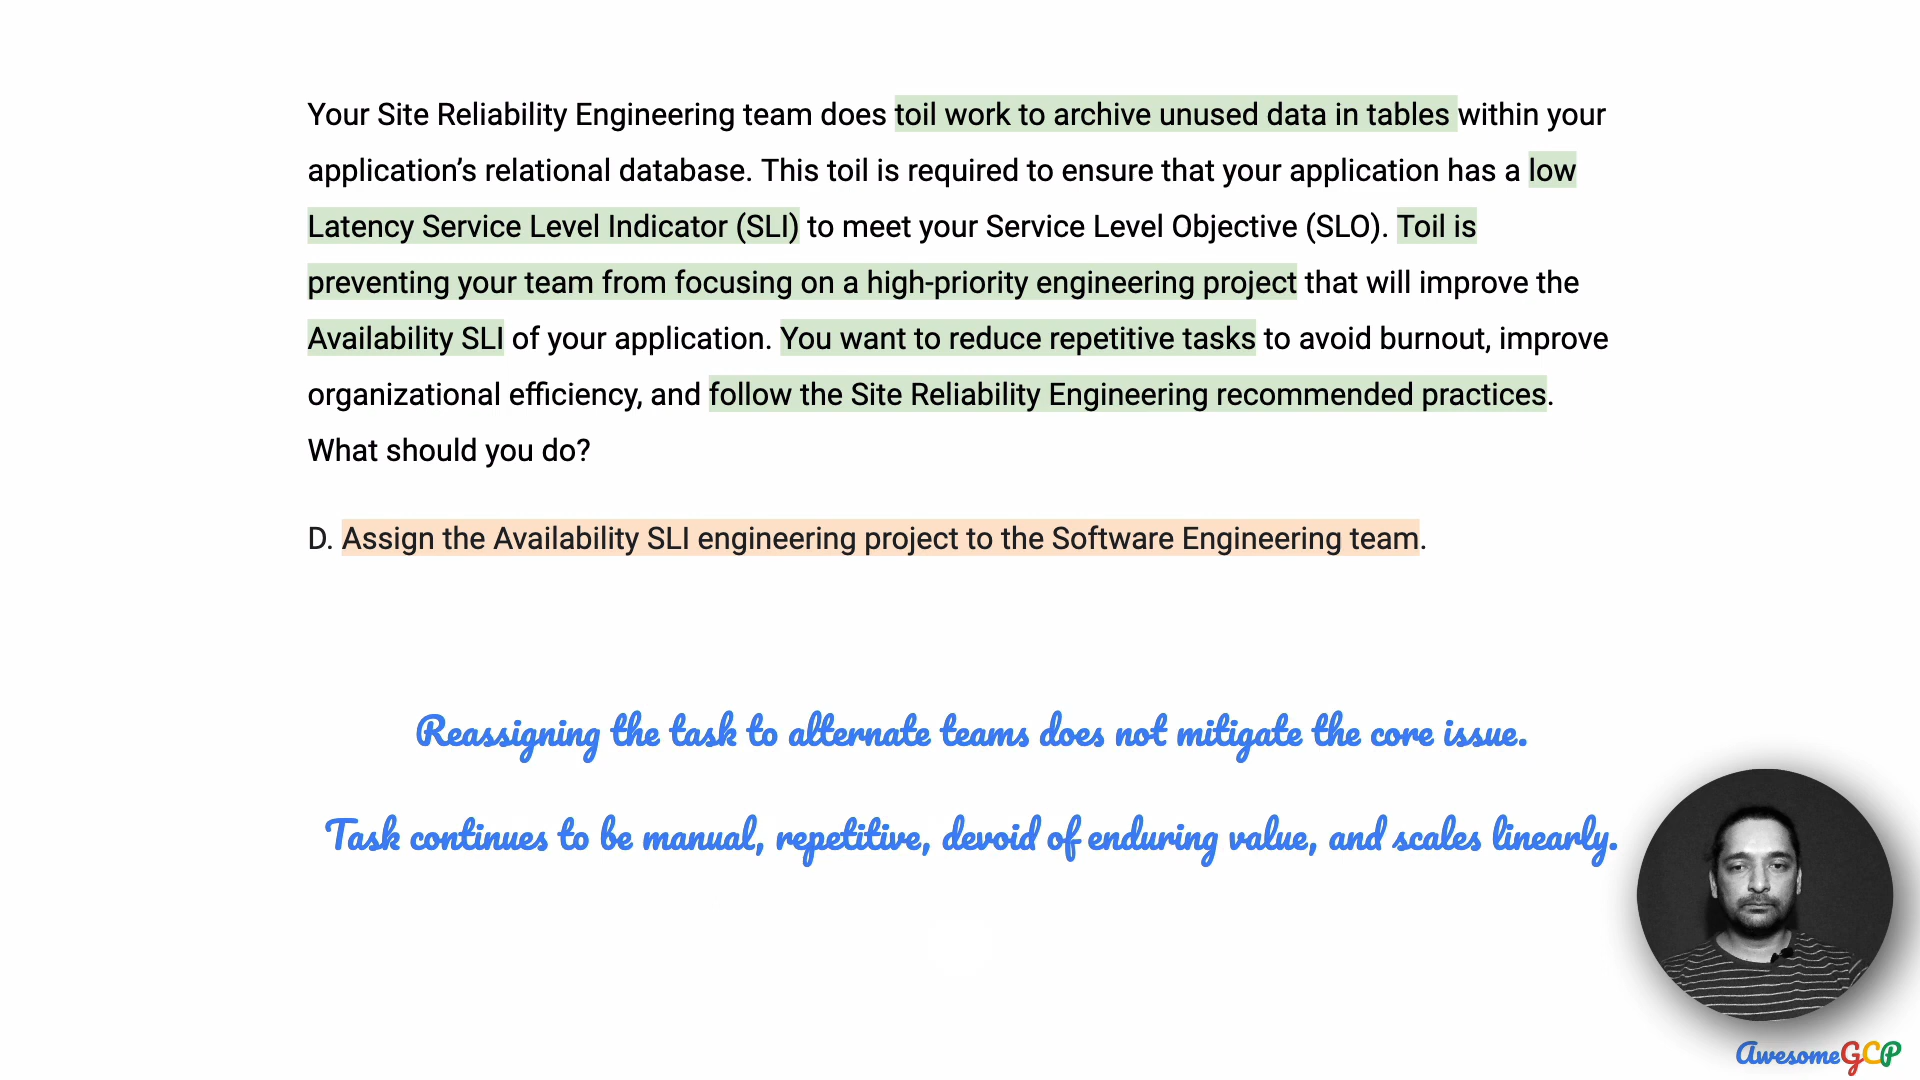 Your Site Reliability Engineering team does toil work to archive unused data in tables within your
application’s relational database. This toil is required to ensure that your application has a low
Latency Service Level Indicator (SLI) to meet your Service Level Objective (SLO). Toil is
preventing your team from focusing on a high-priority engineering project that will improve the
Availability SLI of your application. You want to reduce repetitive tasks to avoid burnout, improve
organizational efficiency, and follow the Site Reliability Engineering recommended practices.
What should you do?
D. Assign the Availability SLI engineering project to the Software Engineering team.
Reassigning the task to alternate teams does not mitigate the core issue.
Task continues to be manual, repetitive, devoid of enduring value, and scales linearly.
AwesomeGCP